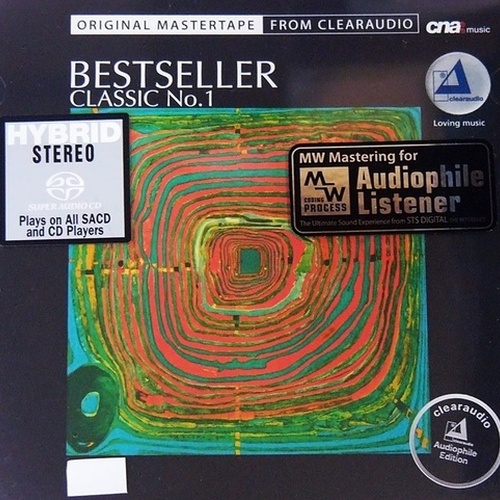 ORIGINAL MASTERTAPE FROM CLEARAUDIO
cna music
BESTSELLER
CLASSIC No.1
clearaudio
Loving music
HYBRID
STEREO
SUPER AUDIO CD
Plays on All SACD
and CD Players
MW Mastering for
MW
CODING
PROCESS
Audiophile
Listener
The Ultimate Sound Experience from STS DIGITAL
clearaudio
Audiophile
Edition